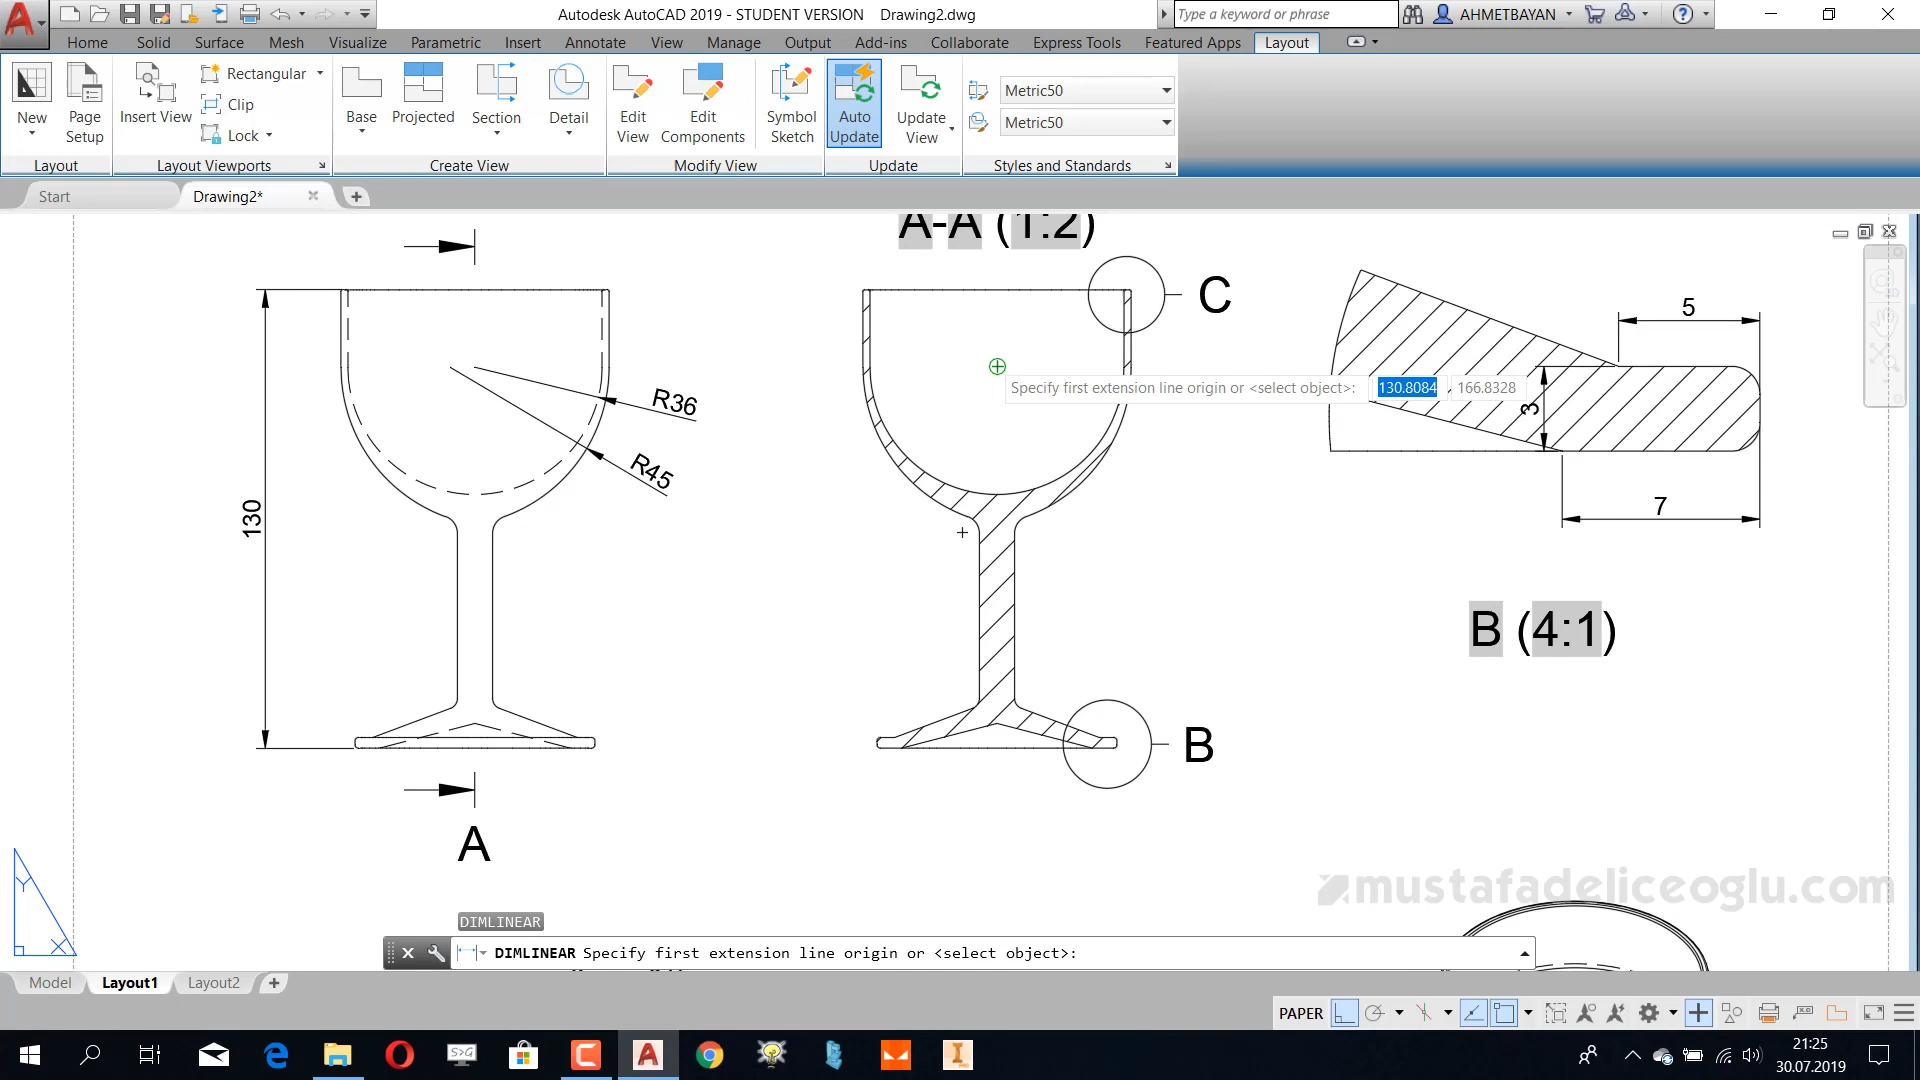 Autodesk AutoCAD 2019 - STUDENT VERSION Drawing2.dwg
Type a keyword or phrase
AHMETBAYAN
Home Solid Surface Mesh Visualize Parametric Insert Annotate View Manage Output Add-ins Collaborate Express Tools Featured Apps Layout
New
Page Setup
Insert View
Rectangular
Clip
Lock
Base
Projected
Section
Detail
Edit View
Edit Components
Symbol Sketch
Auto Update
Update View
Metric50
Metric50
Layout
Layout Viewports
Create View
Modify View
Update
Styles and Standards
Start
Drawing2*
A-A (1:2)
C
5
R36
Specify first extension line origin or <select object>: 130.8084 166.8328
3
R45
130
7
B (4:1)
B
A
mustafadeliceoglu.com
Y
X
DIMLINEAR
DIMLINEAR Specify first extension line origin or <select object>:
Model Layout1 Layout2
PAPER
S>G
21:25
30.07.2019